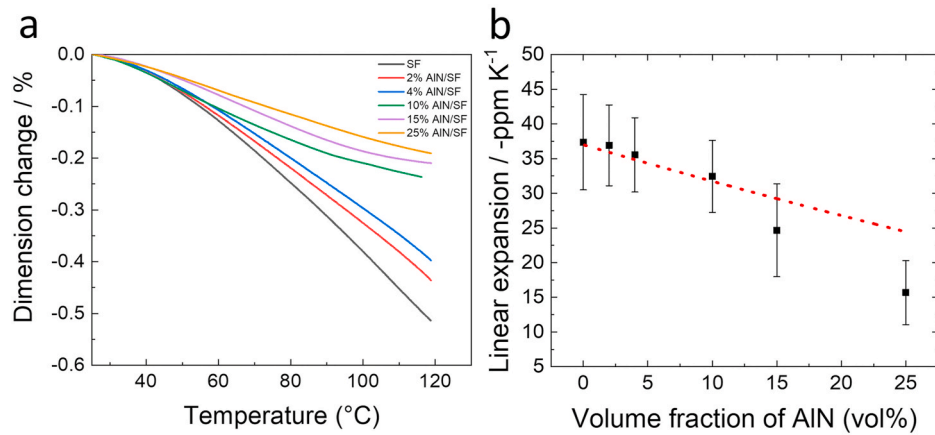 a
0.0
-0.1
-0.2
-0.3
-0.4
-0.5
-0.6
Dimension change / %
SF
2% AlN/SF
4% AlN/SF
10% AlN/SF
15% AlN/SF
25% AlN/SF
40 60 80 100 120
Temperature (°C)
b
50
45
40
35
30
25
20
15
10
5
Linear expansion / -ppm K⁻¹
0 5 10 15 20 25
Volume fraction of AlN (vol%)